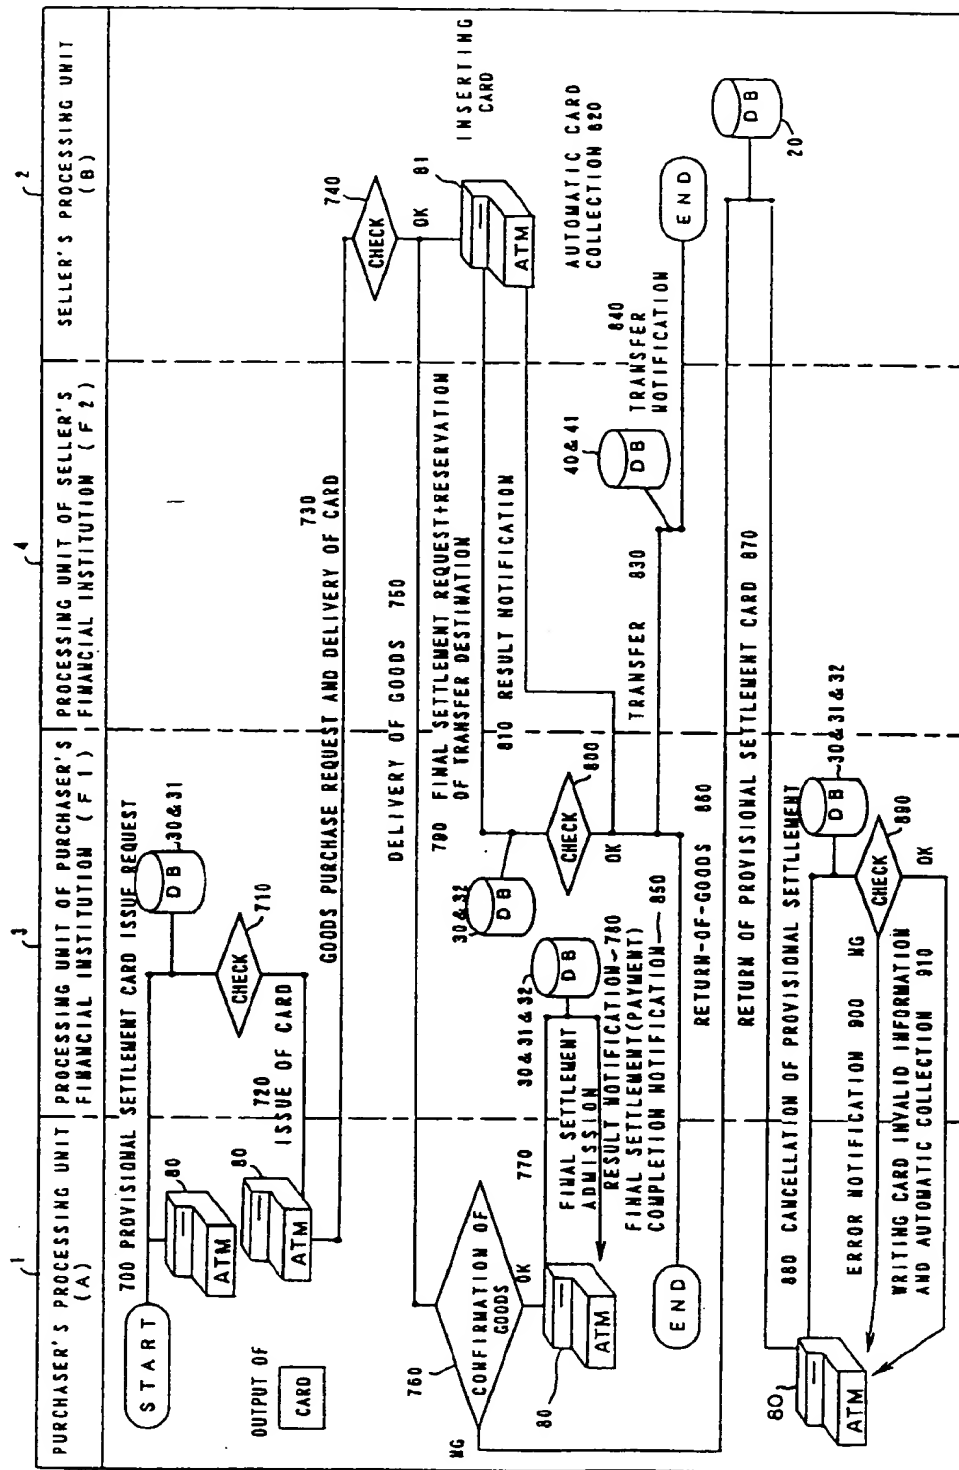 1
PURCHASER'S PROCESSING UNIT
(A)
3
PROCESSING UNIT OF PURCHASER'S
FINANCIAL INSTITUTION (F1)
4
PROCESSING UNIT OF SELLER'S
FINANCIAL INSTITUTION (F2)
2
SELLER'S PROCESSING UNIT
(B)
START
700 PROVISIONAL SETTLEMENT CARD ISSUE REQUEST
80
ATM
DB
30&31
CHECK
710
OUTPUT OF
CARD
80
ATM
720
ISSUE OF CARD
730
GOODS PURCHASE REQUEST AND DELIVERY OF CARD
CHECK
740
OK
DELIVERY OF GOODS 750
760
CONFIRMATION OF
GOODS
OK
NG
81
ATM
INSERTING
CARD
790 FINAL SETTLEMENT REQUEST+RESERVATION
OF TRANSFER DESTINATION
30&32
DB
CHECK
800
OK
810 RESULT NOTIFICATION
AUTOMATIC CARD
COLLECTION 820
80
ATM
770
FINAL SETTLEMENT
ADMISSION
30&31&32
DB
RESULT NOTIFICATION 780
FINAL SETTLEMENT(PAYMENT)
COMPLETION NOTIFICATION 850
TRANSFER 830
40&41
DB
840
TRANSFER
NOTIFICATION
END
END
RETURN-OF-GOODS 860
RETURN OF PROVISIONAL SETTLEMENT CARD 870
DB
20
80
ATM
880 CANCELLATION OF PROVISIONAL SETTLLEMENT
DB
30&31&32
CHECK
890
OK
ERROR NOTIFICATION 900 NG
WRITING CARD INVALID INFORMATION
AND AUTOMATIC COLLECTION 910